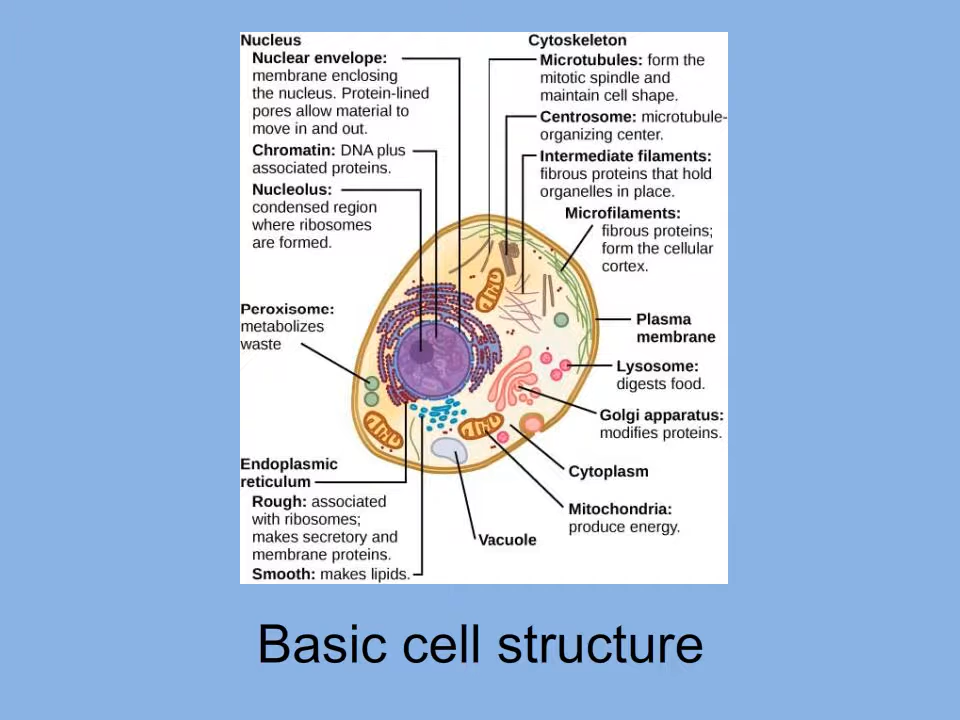 Nucleus
Nuclear envelope:
membrane enclosing
the nucleus. Protein-lined
pores allow material to
move in and out.
Chromatin: DNA plus
associated proteins.
Nucleolus:
condensed region
where ribosomes
are formed.
Peroxisome:
metabolizes
waste
Endoplasmic
reticulum
Rough: associated
with ribosomes;
makes secretory and
membrane proteins.
Smooth: makes lipids.
Cytoskeleton
Microtubules: form the
mitotic spindle and
maintain cell shape.
Centrosome: microtubule-
organizing center.
Intermediate filaments:
fibrous proteins that hold
organelles in place.
Microfilaments:
fibrous proteins;
form the cellular
cortex.
Plasma
membrane
Lysosome:
digests food.
Golgi apparatus:
modifies proteins.
Cytoplasm
Mitochondria:
produce energy.
Vacuole
Basic cell structure